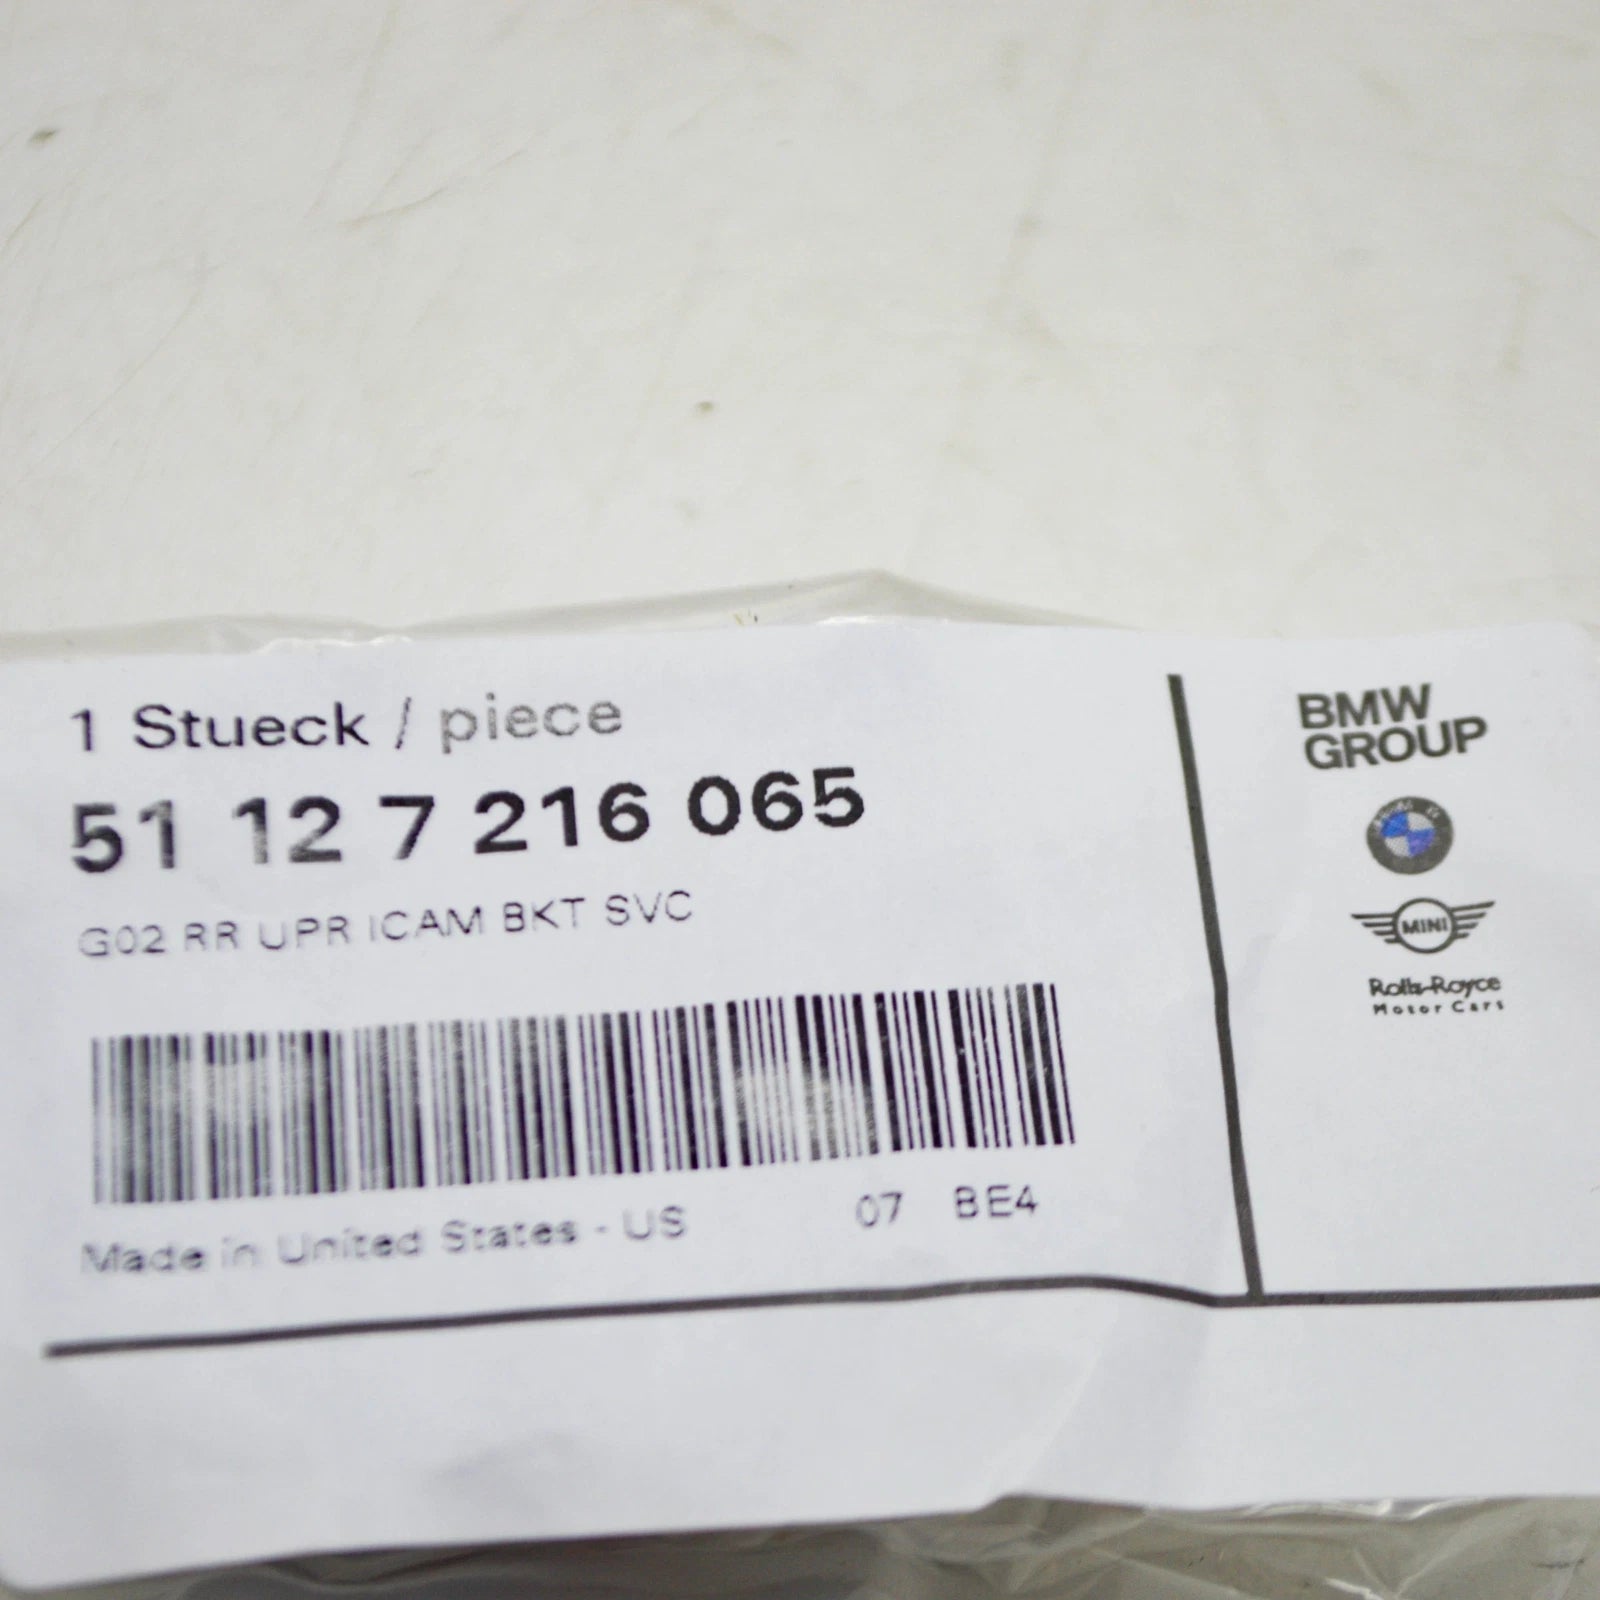 1 Stueck / piece
51 12 7 216 065
G02 RR UPR ICAM BKT SVC
Made in United States - US 07 BE4
BMW
GROUP
MINI
Rolls-Royce
Motor Cars